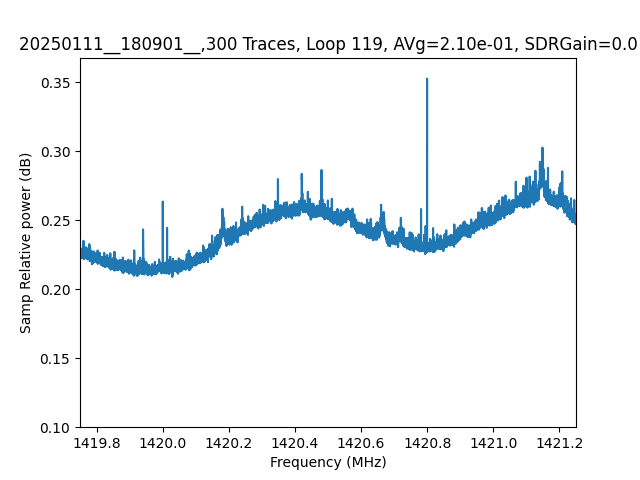 20250111__180901__,300 Traces, Loop 119, AVg=2.10e-01, SDRGain=0.0
0.35
0.30
0.25
0.20
0.15
0.10
Samp Relative power (dB)
1419.8 1420.0 1420.2 1420.4 1420.6 1420.8 1421.0 1421.2
Frequency (MHz)